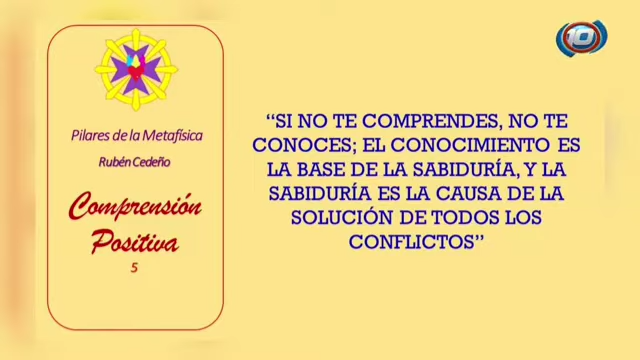 Pilares de la Metafísica
Rubén Cedeño
Comprensión
Positiva
5
“SI NO TE COMPRENDES, NO TE
CONOCES; EL CONOCIMIENTO ES
LA BASE DE LA SABIDURÍA, Y LA
SABIDURÍA ES LA CAUSA DE LA
SOLUCIÓN DE TODOS LOS
CONFLICTOS”
10